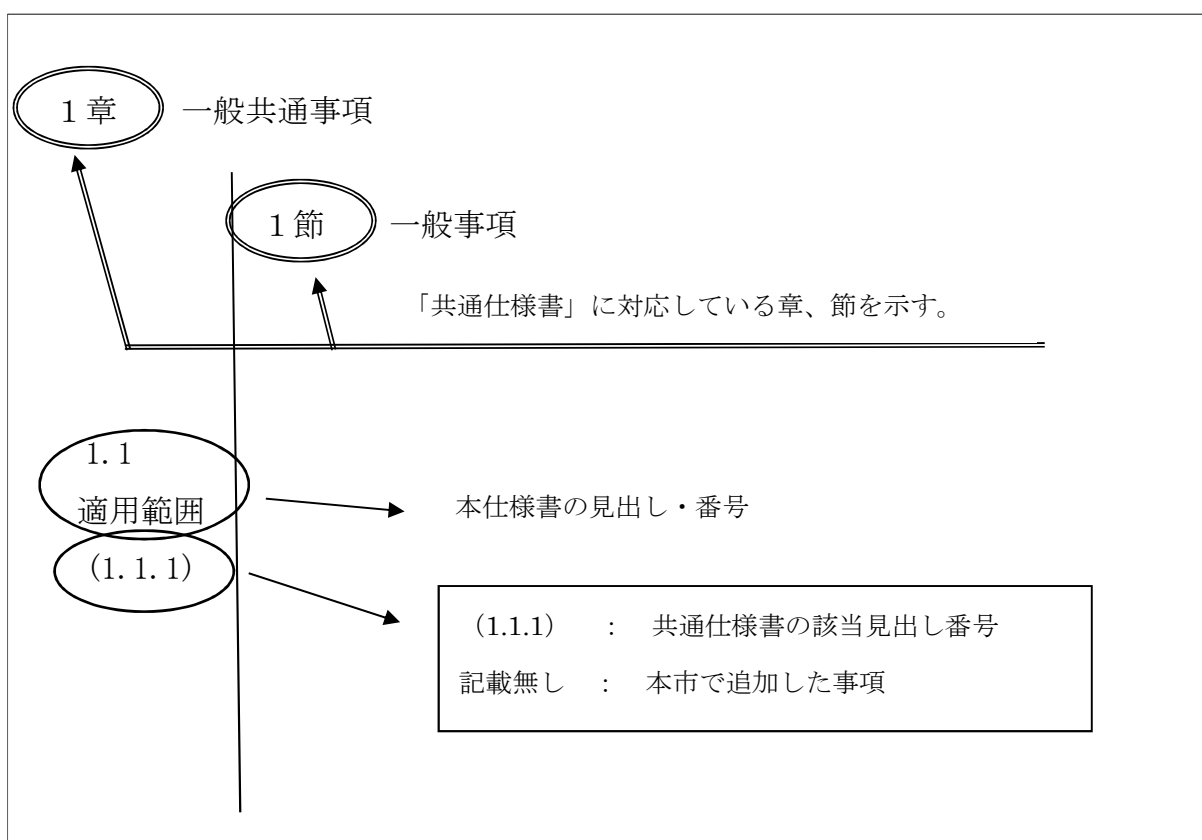 1章 一般共通事項
1節 一般事項
「共通仕様書」に対応している章、節を示す。
1.1
適用範囲
本仕様書の見出し・番号
(1.1.1)
(1.1.1) : 共通仕様書の該当見出し番号
記載無し : 本市で追加した事項